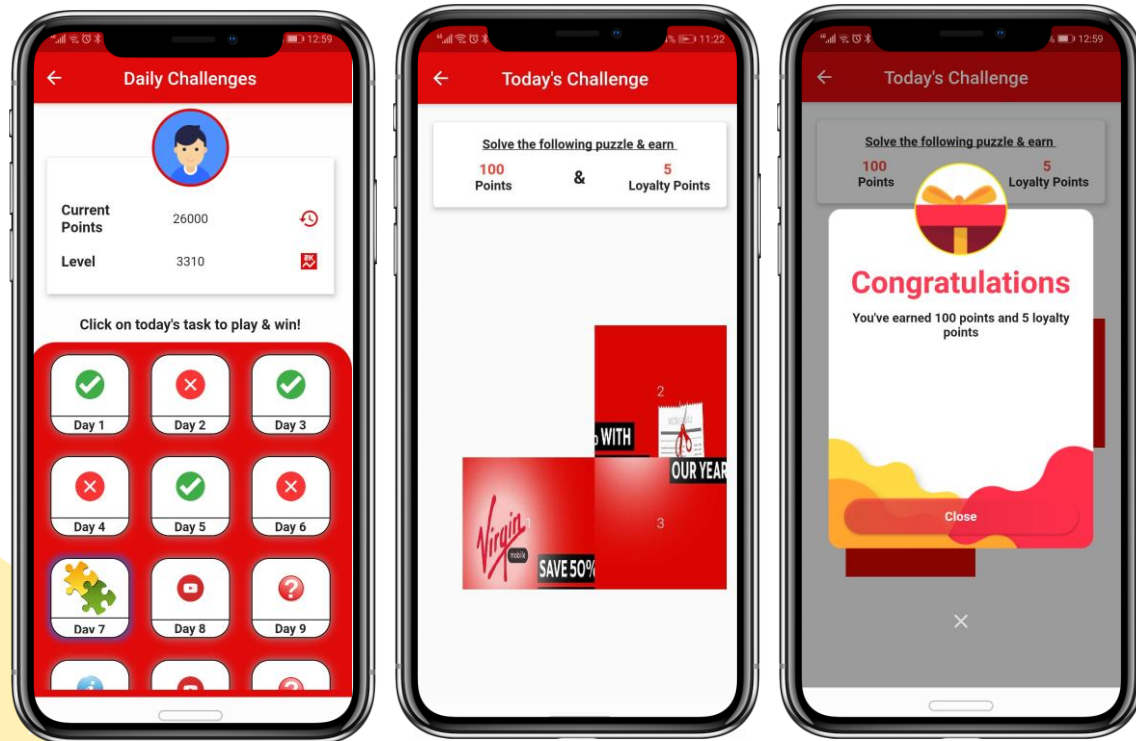 12:59
Daily Challenges
Current
Points
26000
Level
3310
Click on today's task to play & win!
Day 1
Day 2
Day 3
Day 4
Day 5
Day 6
Day 7
Day 8
Day 9
11:22
Today's Challenge
Solve the following puzzle & earn
100
Points
&
5
Loyalty Points
2
WITH
OUR YEAR
Virgin
mobile
1
SAVE 50%
3
12:59
Today's Challenge
Solve the following puzzle & earn
100
Points
5
Loyalty Points
Congratulations
You've earned 100 points and 5 loyalty
points
Close